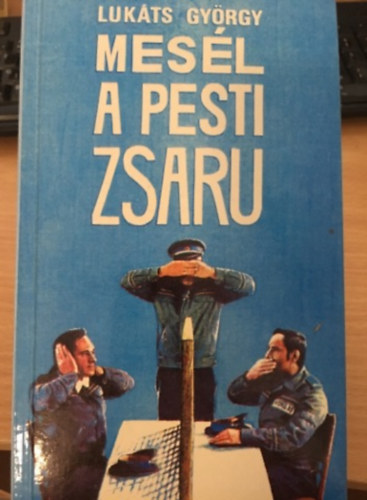 LUKÁTS GYÖRGY
MESÉL
A PESTI
ZSARU